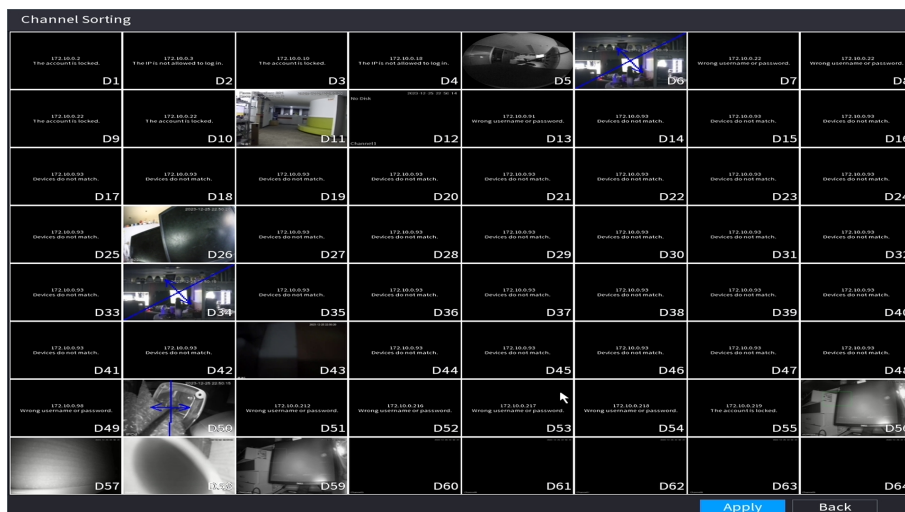 Channel Sorting
172.10.0.2
The account is locked.
D1
172.10.0.3
The IP is not allowed to log in.
D2
172.10.0.10
The account is locked.
D3
172.10.0.18
The IP is not allowed to log in.
D4
D5
D6
172.10.0.22
Wrong username or password.
D7
172.10.0.22
Wrong username or password.
D8
172.10.0.22
The account is locked.
D9
172.10.0.22
The account is locked.
D10
D11
No Disk
Channel1
D12
172.10.0.91
Wrong username or password.
D13
172.10.0.93
Devices do not match.
D14
172.10.0.93
Devices do not match.
D15
172.10.0.93
Devices do not match.
D16
172.10.0.93
Devices do not match.
D17
172.10.0.93
Devices do not match.
D18
172.10.0.93
Devices do not match.
D19
172.10.0.93
Devices do not match.
D20
172.10.0.93
Devices do not match.
D21
172.10.0.93
Devices do not match.
D22
172.10.0.93
Devices do not match.
D23
172.10.0.93
Devices do not match.
D24
172.10.0.93
Devices do not match.
D25
D26
172.10.0.93
Devices do not match.
D27
172.10.0.93
Devices do not match.
D28
172.10.0.93
Devices do not match.
D29
172.10.0.93
Devices do not match.
D30
172.10.0.93
Devices do not match.
D31
172.10.0.93
Devices do not match.
D32
172.10.0.93
Devices do not match.
D33
D34
172.10.0.93
Devices do not match.
D35
172.10.0.93
Devices do not match.
D36
172.10.0.93
Devices do not match.
D37
172.10.0.93
Devices do not match.
D38
172.10.0.93
Devices do not match.
D39
172.10.0.93
Devices do not match.
D40
172.10.0.93
Devices do not match.
D41
172.10.0.93
Devices do not match.
D42
D43
172.10.0.93
Devices do not match.
D44
172.10.0.93
Devices do not match.
D45
172.10.0.93
Devices do not match.
D46
172.10.0.93
Devices do not match.
D47
172.10.0.93
Devices do not match.
D48
172.10.0.98
Wrong username or password.
D49
D50
172.10.0.212
Wrong username or password.
D51
172.10.0.216
Wrong username or password.
D52
172.10.0.217
Wrong username or password.
D53
172.10.0.218
Wrong username or password.
D54
172.10.0.219
The account is locked.
D55
D56
D57
D58
D59
D60
D61
D62
D63
D64
Apply
Back